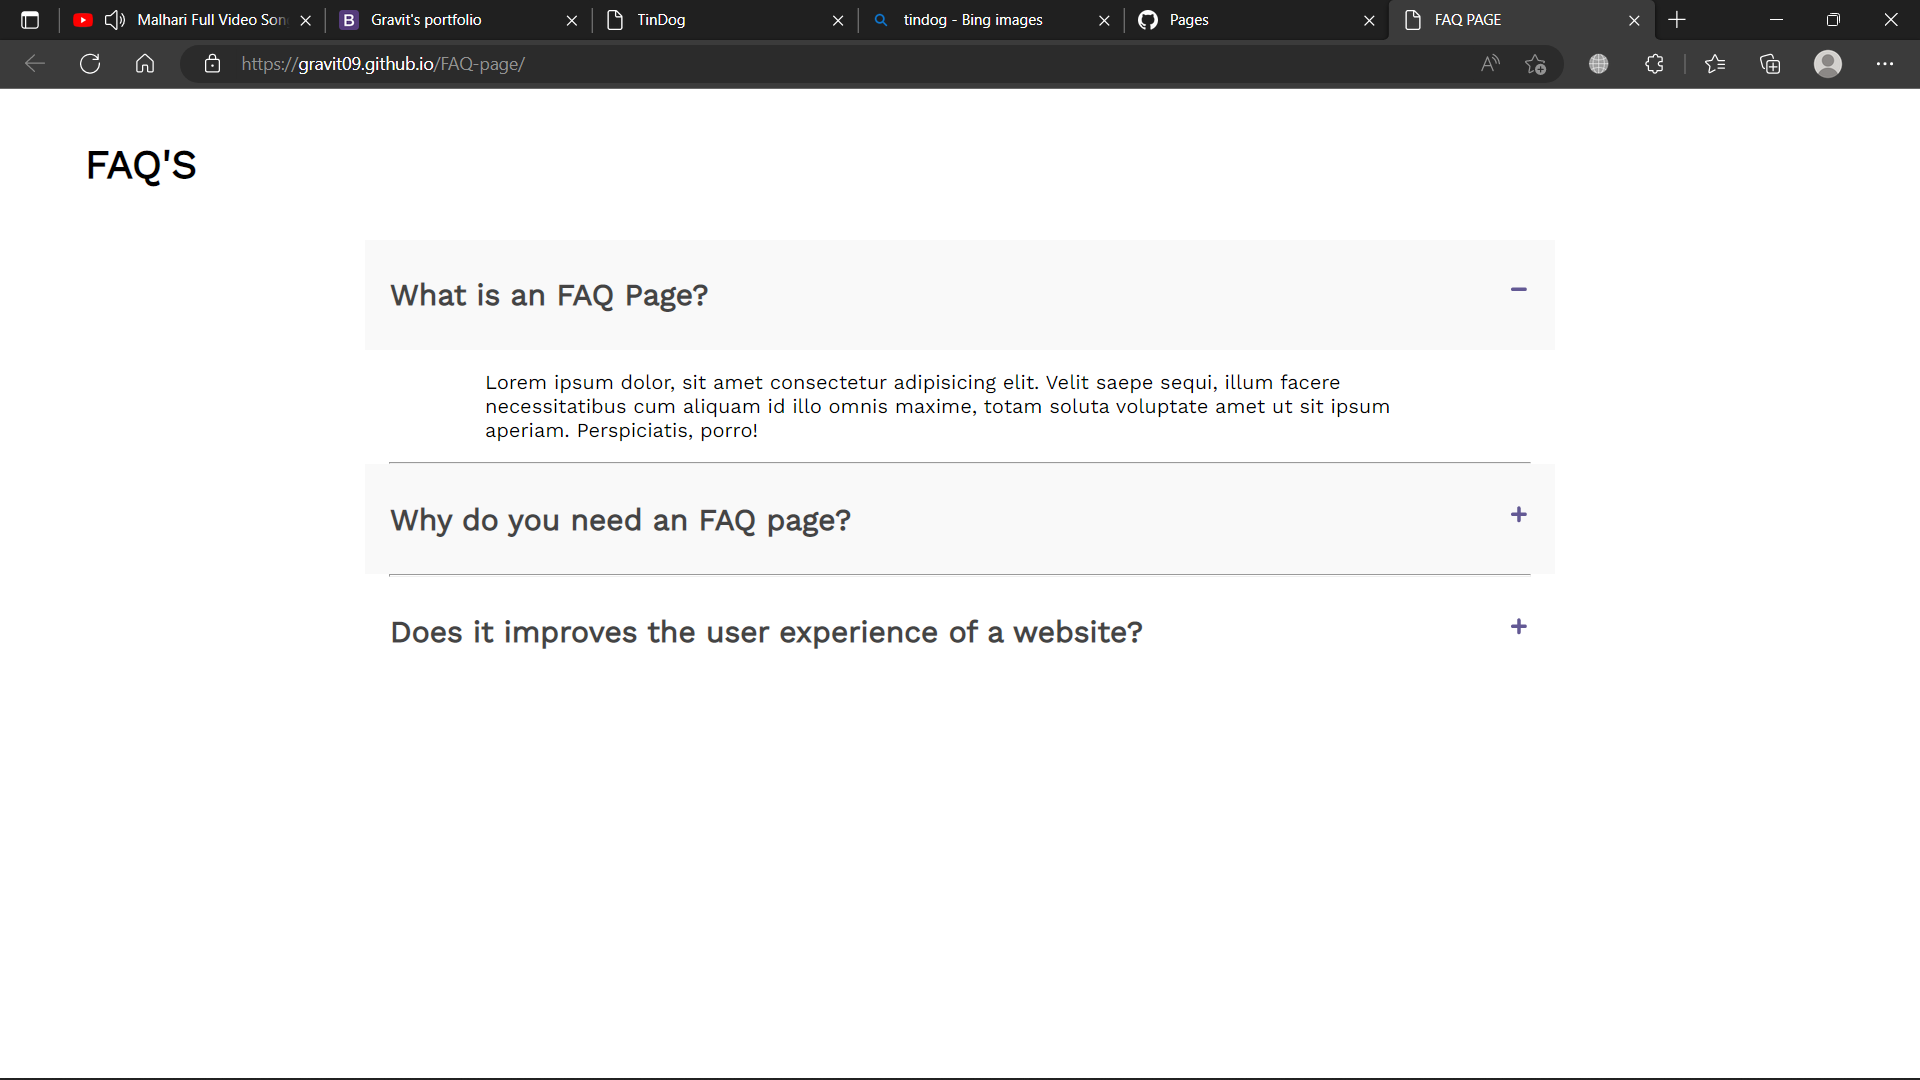 Malhari Full Video Son
Gravit's portfolio
TinDog
tindog - Bing images
Pages
FAQ PAGE
https://gravit09.github.io/FAQ-page/
FAQ'S
What is an FAQ Page?
Lorem ipsum dolor, sit amet consectetur adipisicing elit. Velit saepe sequi, illum facere
necessitatibus cum aliquam id illo omnis maxime, totam soluta voluptate amet ut sit ipsum
aperiam. Perspiciatis, porro!
Why do you need an FAQ page?
Does it improves the user experience of a website?